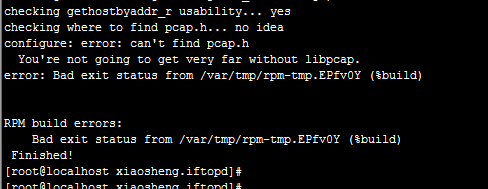 checking gethostbyaddr_r usability... yes
checking where to find pcap.h... no idea
configure: error: can't find pcap.h
You're not going to get very far without libpcap.
error: Bad exit status from /var/tmp/rpm-tmp.EPfv0Y (%build)
RPM build errors:
Bad exit status from /var/tmp/rpm-tmp.EPfv0Y (%build)
Finished!
[root@localhost xiaosheng.iftopd]#
[root@localhost xiaosheng.iftopd]#